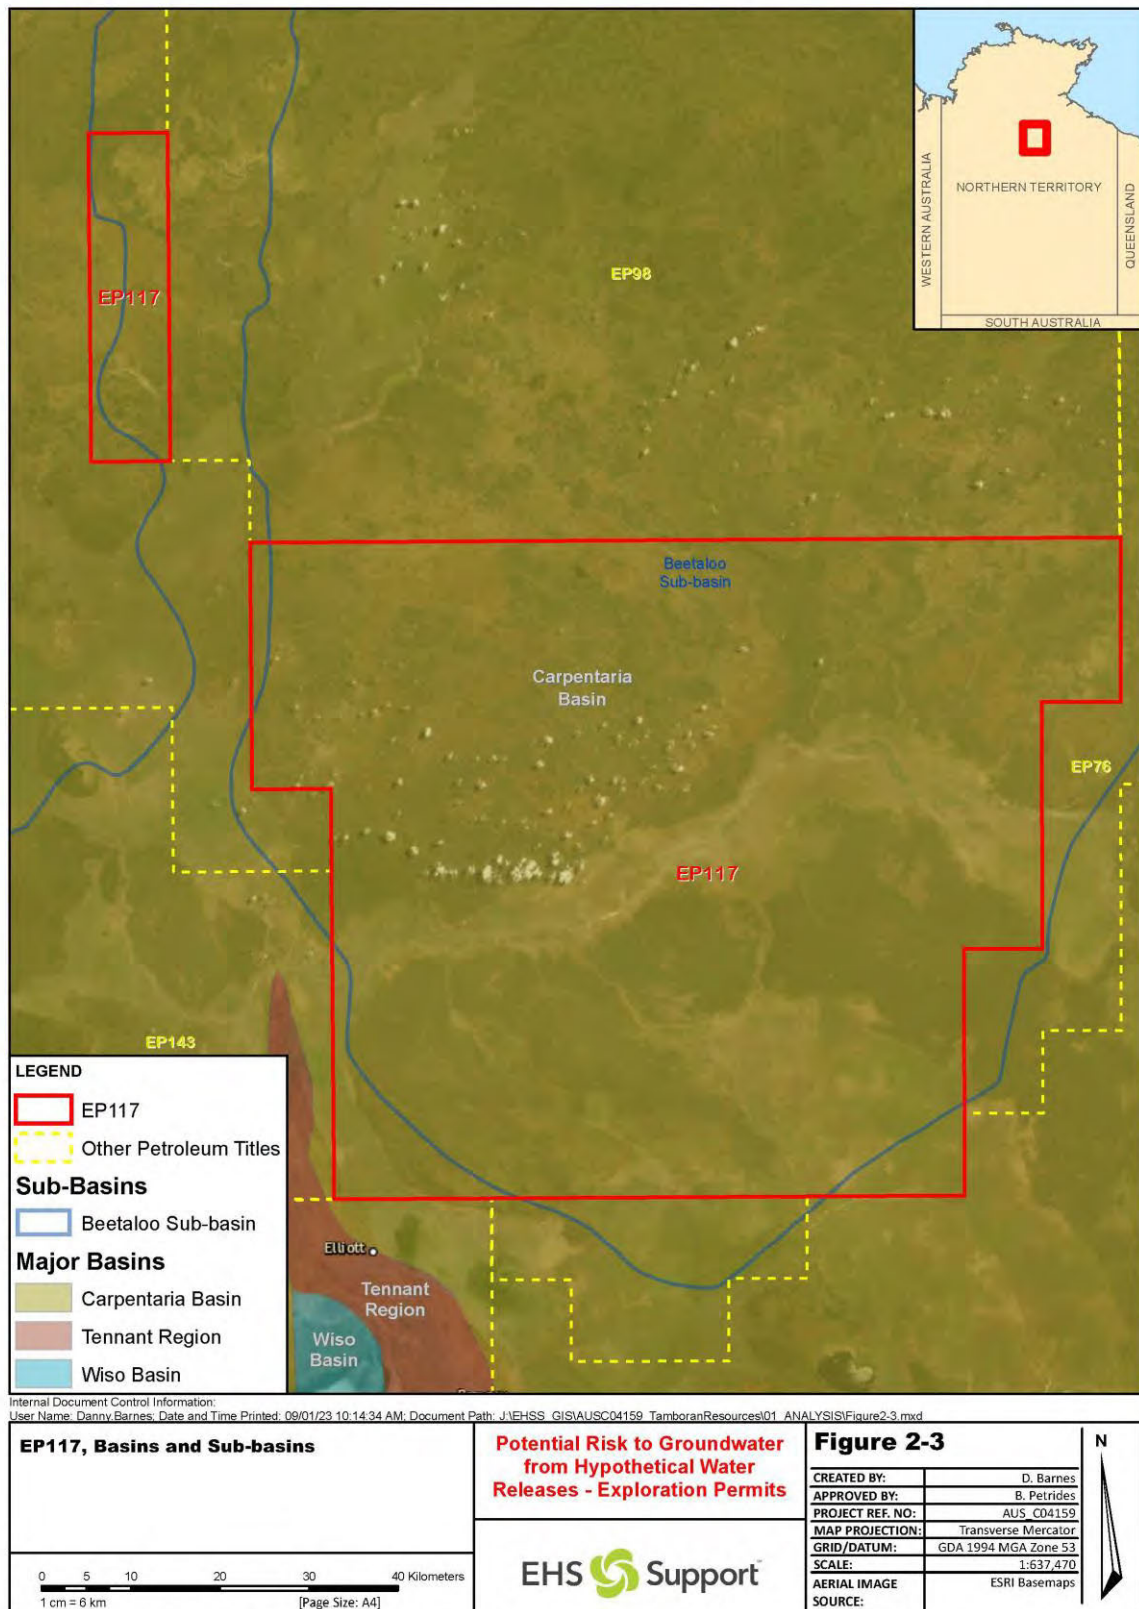 NORTHERN TERRITORY
WESTERN AUSTRALIA
QUEENSLAND
SOUTH AUSTRALIA
EP98
EP117
Beetaloo
Sub-basin
Carpentaria
Basin
EP76
EP117
EP143
LEGEND
EP117
Other Petroleum Titles
Sub-Basins
Beetaloo Sub-basin
Major Basins
Carpentaria Basin
Tennant Region
Wiso Basin
Elliott
Tennant
Region
Wiso
Basin
Internal Document Control Information:
User Name: Danny.Barnes; Date and Time Printed: 09/01/23 10:14:34 AM; Document Path: J:\EHSS_GIS\AUSC04159_TamboranResources\01_ANALYSIS\Figure2-3.mxd
EP117, Basins and Sub-basins
0 5 10 20 30 40 Kilometers
1 cm = 6 km [Page Size: A4]
Potential Risk to Groundwater
from Hypothetical Water
Releases - Exploration Permits
EHS Support™
Figure 2-3
CREATED BY: D. Barnes
APPROVED BY: B. Petrides
PROJECT REF. NO: AUS_C04159
MAP PROJECTION: Transverse Mercator
GRID/DATUM: GDA 1994 MGA Zone 53
SCALE: 1:637,470
AERIAL IMAGE ESRI Basemaps
SOURCE:
N